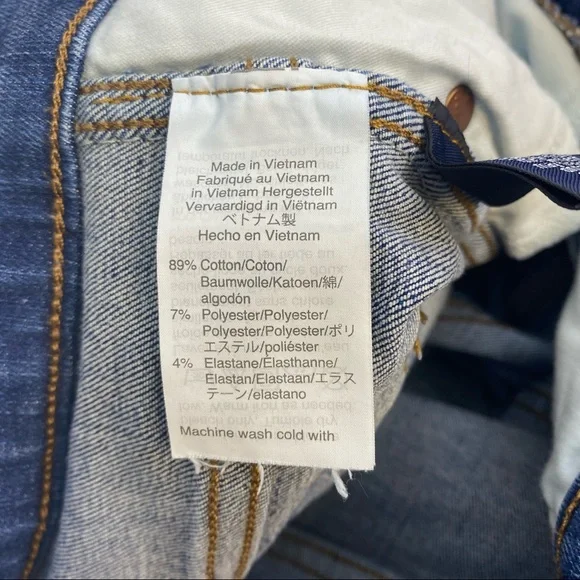 Made in Vietnam
Fabriqué au Vietnam
in Vietnam Hergestellt
Vervaardigd in Viëtnam
ベトナム製
Hecho en Vietnam
89% Cotton/Coton/
Baumwolle/Katoen/綿/
algodón
7% Polyester/Polyester/
Polyester/Polyester/ポリ
エステル/poliéster
4% Elastane/Élasthanne/
Elastan/Elastaan/エラス
テーン/elastano
Machine wash cold with